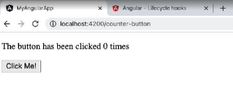 MyAngularApp
Angular - Lifecycle hooks
localhost:4200/counter-button
The button has been clicked 0 times
Click Me!